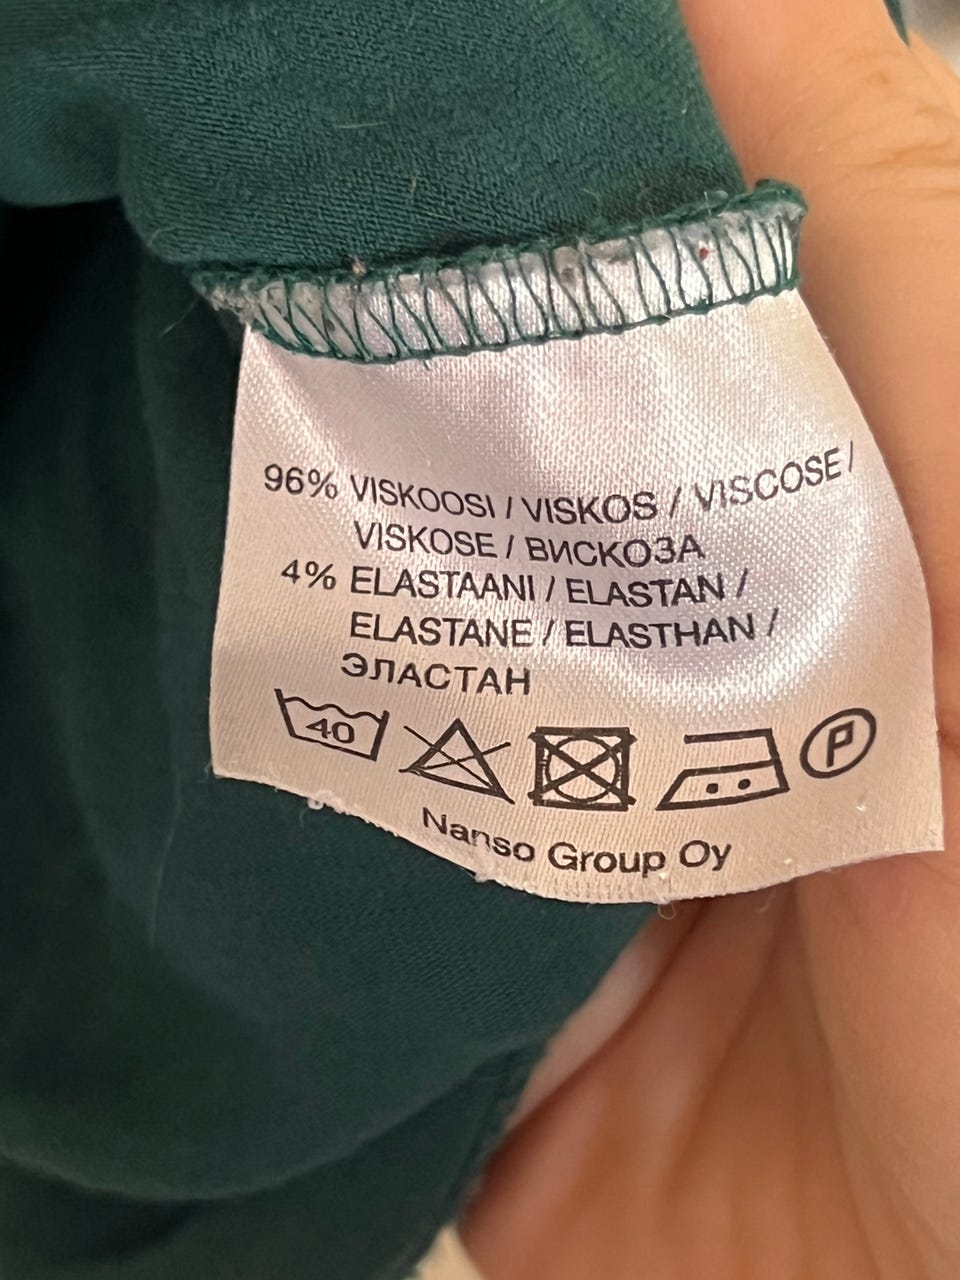 96% VISKOOSI / VISKOS / VISCOSE /
VISKOSE / ВИСКОЗА
4% ELASTAANI / ELASTAN /
ELASTANE / ELASTHAN /
ЭЛАСТАН
40 P
Nanso Group Oy